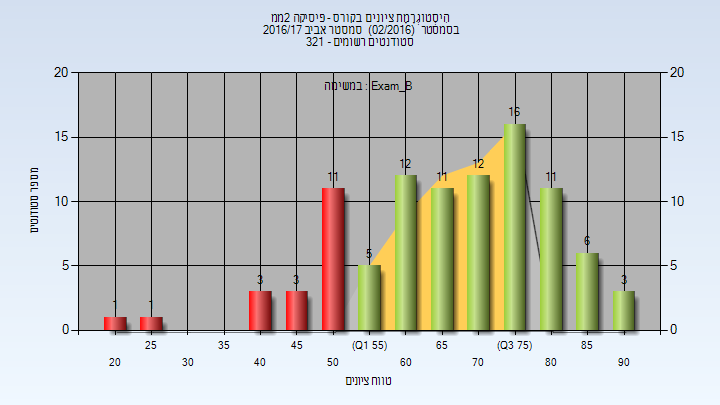 הִיסְטוֹגְרָמַת ציונים בקורס - פיסיקה 2ממ
בסמסטר (02/2016) סמסטר אביב 2016/17
סטודנטים רשומים - 321
במשימה : Exam_B
מספר סטודנטים
20 20
15 15
10 10
5 5
0 0
1 1 3 3 11 5 12 11 12 16 11 6 3
25 35 45 (Q1 55) 65 (Q3 75) 85
20 30 40 50 60 70 80 90
טווח ציונים